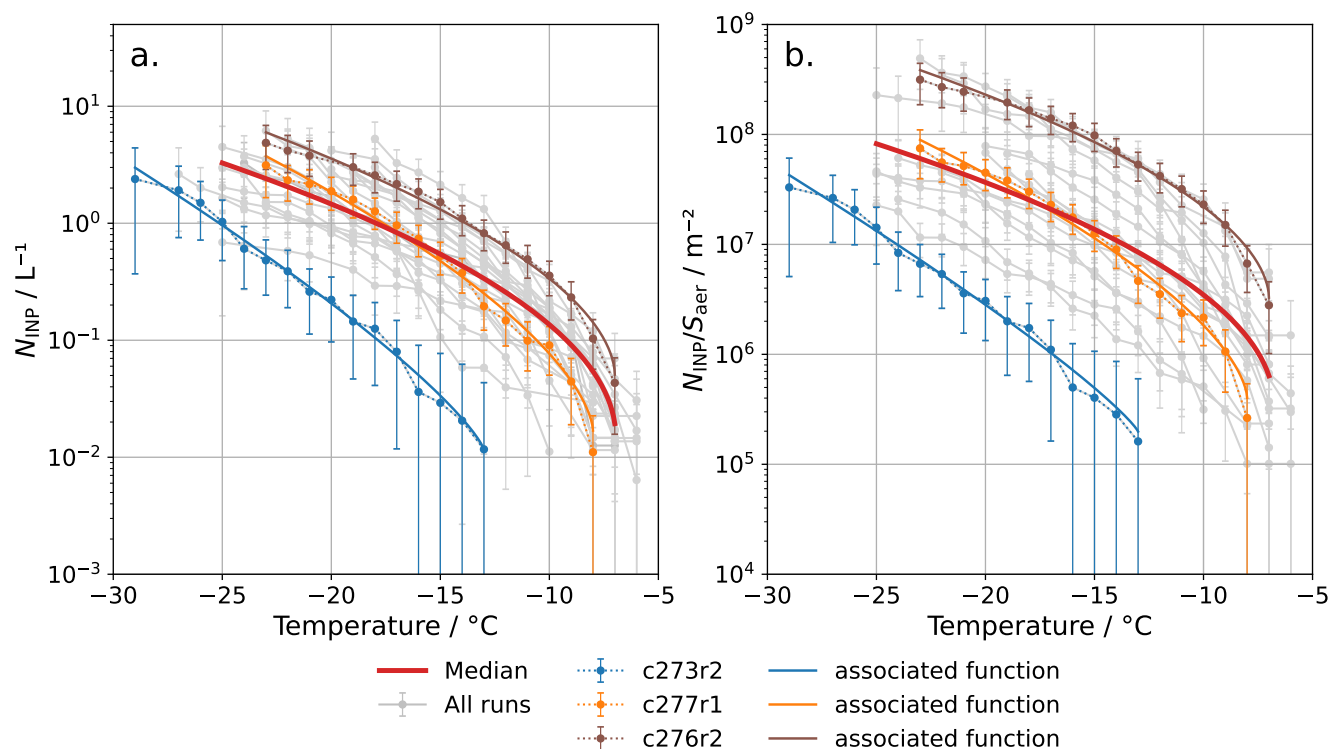 a.
10¹
10⁰
10⁻¹
10⁻²
10⁻³
N_INP / L⁻¹
−30 −25 −20 −15 −10 −5
Temperature / °C
b.
10⁹
10⁸
10⁷
10⁶
10⁵
10⁴
N_INP/S_aer / m⁻²
−30 −25 −20 −15 −10 −5
Temperature / °C
Median c273r2 associated function
All runs c277r1 associated function
c276r2 associated function